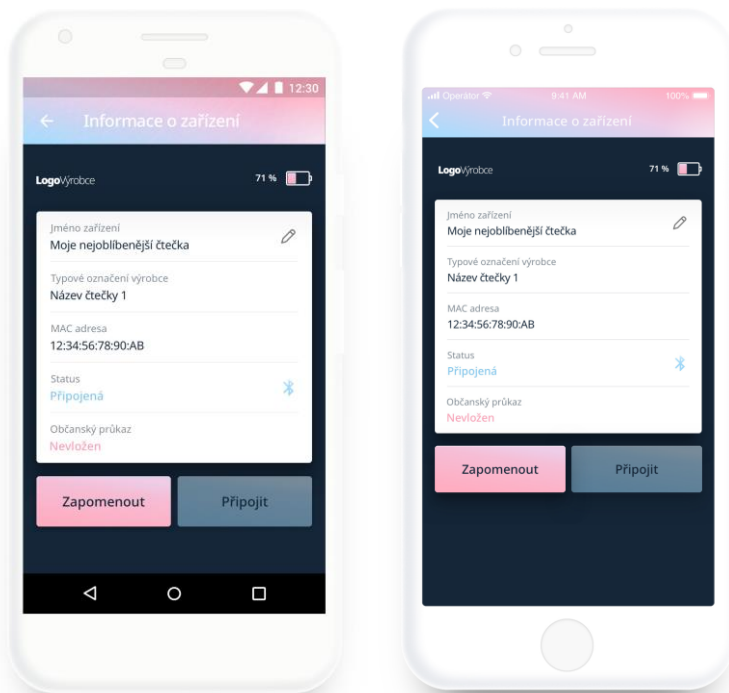 12:30
Informace o zařízení
LogoVýrobce
71 %
Jméno zařízení
Moje nejoblíbenější čtečka
Typové označení výrobce
Název čtečky 1
MAC adresa
12:34:56:78:90:AB
Status
Připojená
Občanský průkaz
Nevložen
Zapomenout
Připojit
Operátor 9:41 AM 100%
Informace o zařízení
LogoVýrobce
71 %
Jméno zařízení
Moje nejoblíbenější čtečka
Typové označení výrobce
Název čtečky 1
MAC adresa
12:34:56:78:90:AB
Status
Připojená
Občanský průkaz
Nevložen
Zapomenout
Připojit